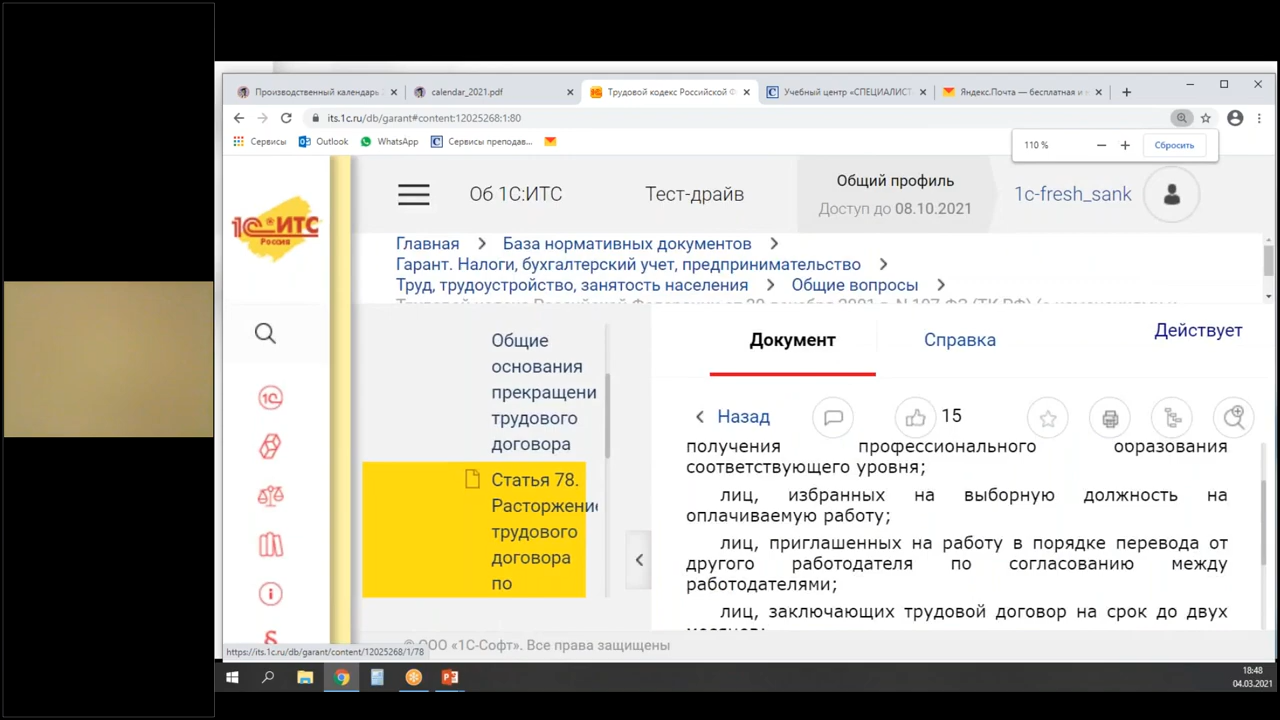 Производственный календарь
calendar_2021.pdf
Трудовой кодекс Российской Ф
Учебный центр «СПЕЦИАЛИСТ
Яндекс.Почта — бесплатная и
its.1c.ru/db/garant#content:12025268:1:80
Сервисы
Outlook
WhatsApp
Сервисы преподав...
110 %
Сбросить
1С ИТС
Россия
Об 1С:ИТС
Тест-драйв
Общий профиль
Доступ до 08.10.2021
1c-fresh_sank
Главная
База нормативных документов
Гарант. Налоги, бухгалтерский учет, предпринимательство
Труд, трудоустройство, занятость населения
Общие вопросы
Общие
основания
прекращени
трудового
договора
Статья 78.
Расторжение
трудового
договора
по
Документ
Справка
Действует
Назад
15
получения профессионального образования
соответствующего уровня;
лиц, избранных на выборную должность на
оплачиваемую работу;
лиц, приглашенных на работу в порядке перевода от
другого работодателя по согласованию между
работодателями;
лиц, заключающих трудовой договор на срок до двух
© ООО «1С-Софт». Все права защищены
https://its.1c.ru/db/garant/content/12025268/1/78
18:48
04.03.2021